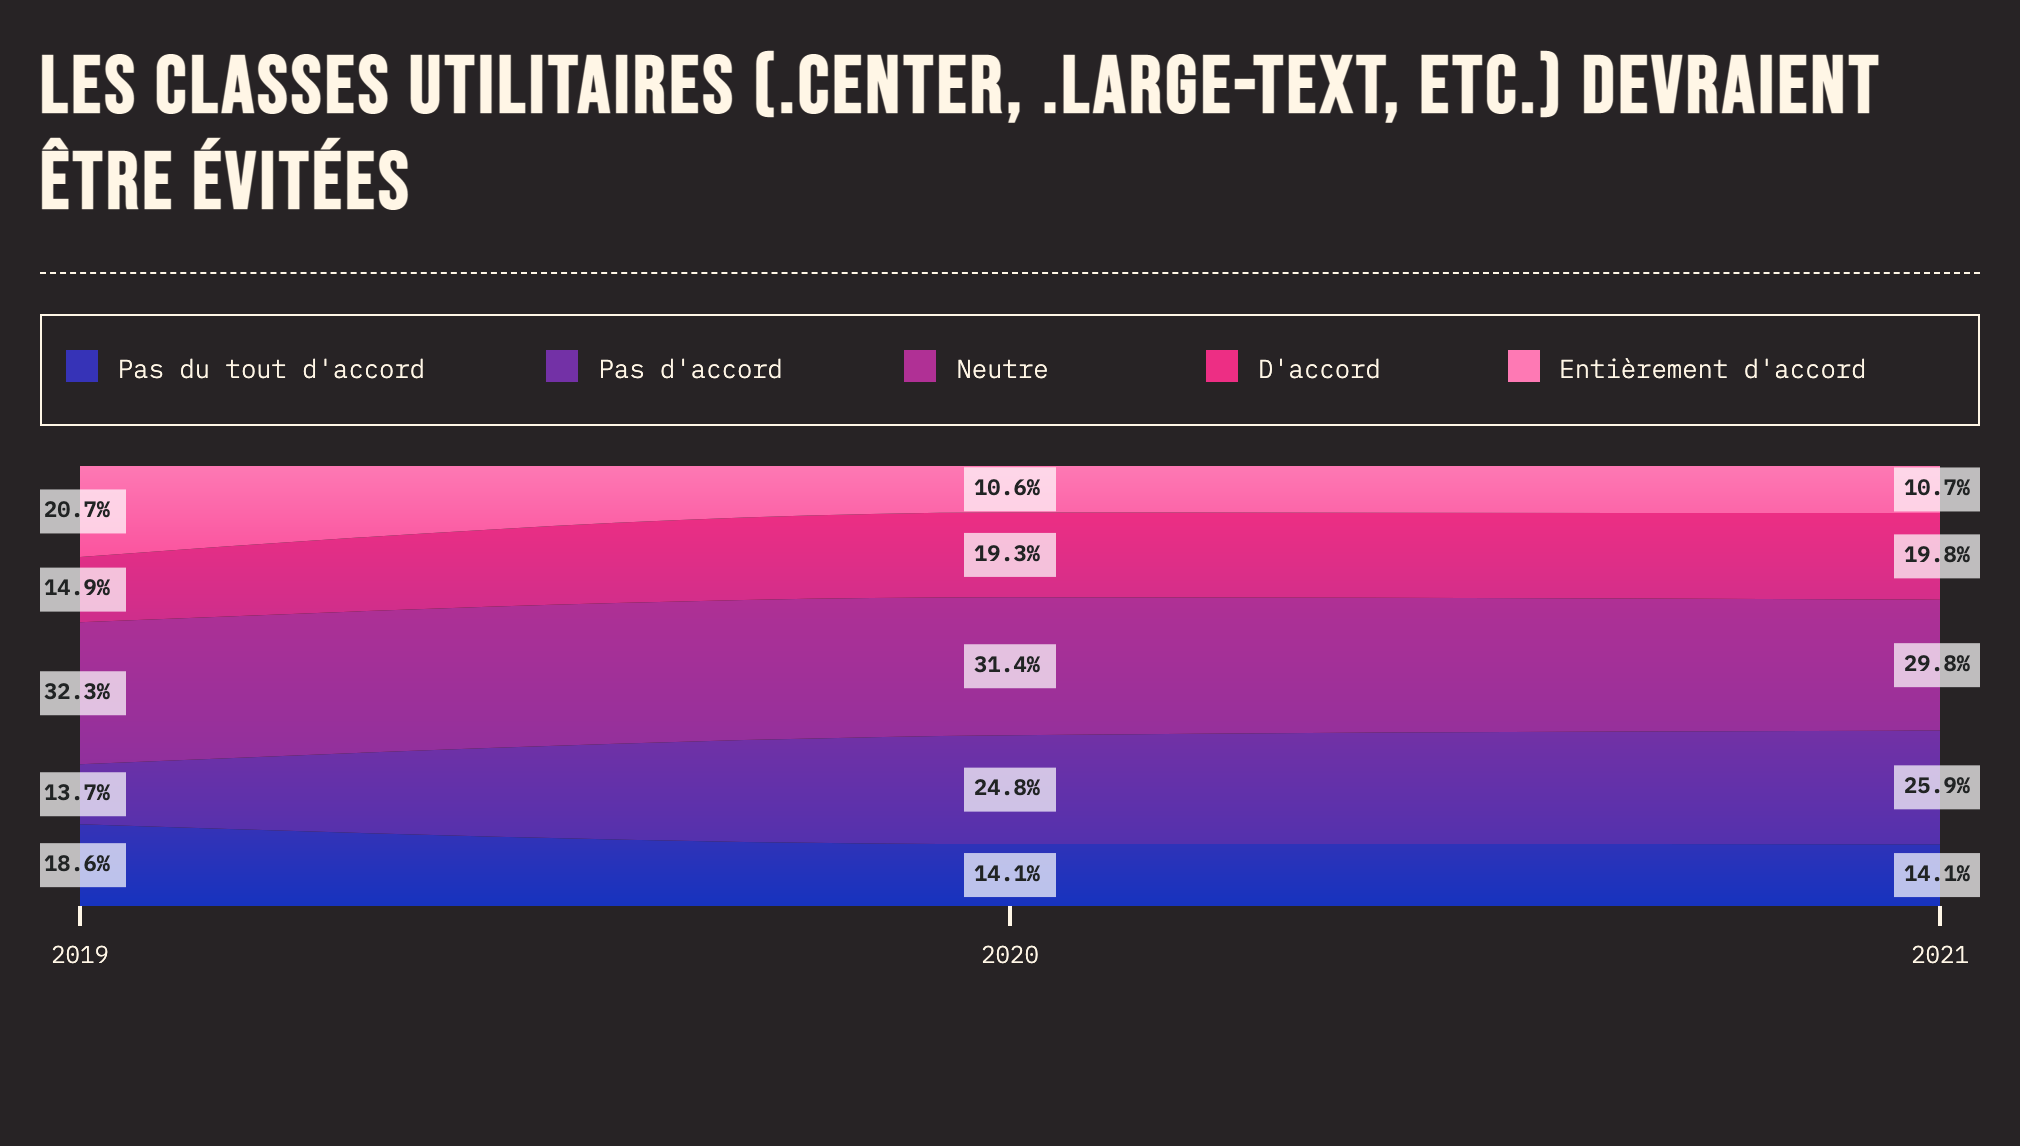 LES CLASSES UTILITAIRES (.CENTER, .LARGE-TEXT, ETC.) DEVRAIENT
ÊTRE ÉVITÉES
Pas du tout d'accord
Pas d'accord
Neutre
D'accord
Entièrement d'accord
20.7%
10.6%
10.7%
14.9%
19.3%
19.8%
32.3%
31.4%
29.8%
13.7%
24.8%
25.9%
18.6%
14.1%
14.1%
2019
2020
2021